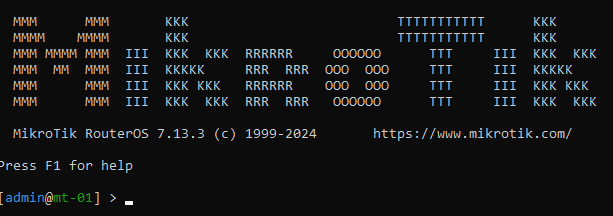 MMM      MMM       KKK                          TTTTTTTTTTT      KKK
MMMM    MMMM       KKK                          TTTTTTTTTTT      KKK
MMM MMMM MMM  III  KKK  KKK  RRRRRR     OOOOOO      TTT     III  KKK  KKK
MMM  MM  MMM  III  KKKKK     RRR  RRR  OOO  OOO     TTT     III  KKKKK
MMM      MMM  III  KKK KKK   RRRRRR    OOO  OOO     TTT     III  KKK KKK
MMM      MMM  III  KKK  KKK  RRR  RRR   OOOOOO      TTT     III  KKK  KKK
MikroTik RouterOS 7.13.3 (c) 1999-2024       https://www.mikrotik.com/
Press F1 for help
[admin@mt-01] >